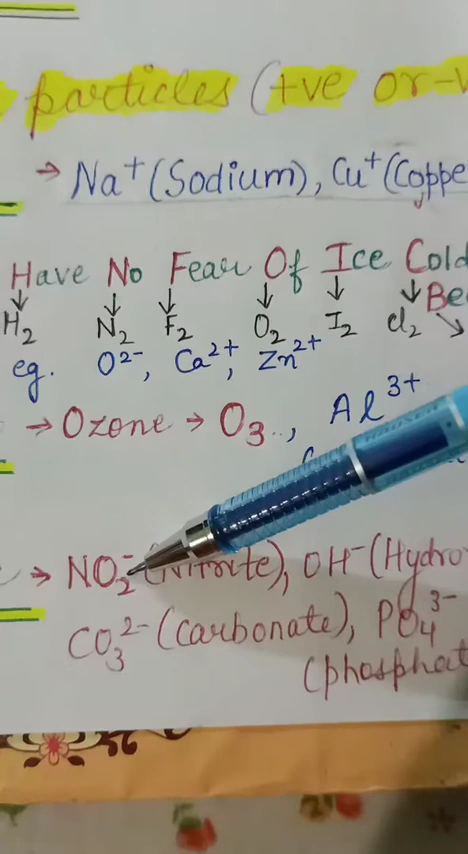 particles (+ve or -v
→ Na⁺ (Sodium), Cu⁺ (Coppe
Have No Fear Of Ice Cold
↓ ↓ ↓ ↓ ↓ ↓ Be
H₂ N₂ F₂ O₂ I₂ Cl₂ ↘
eg. O²⁻, Ca²⁺, Zn²⁺
→ Ozone → O₃, Al³⁺
→ NO₂⁻ (Nitrite), OH⁻ (Hydro
CO₃²⁻ (carbonate), PO₄³⁻
(phosphat